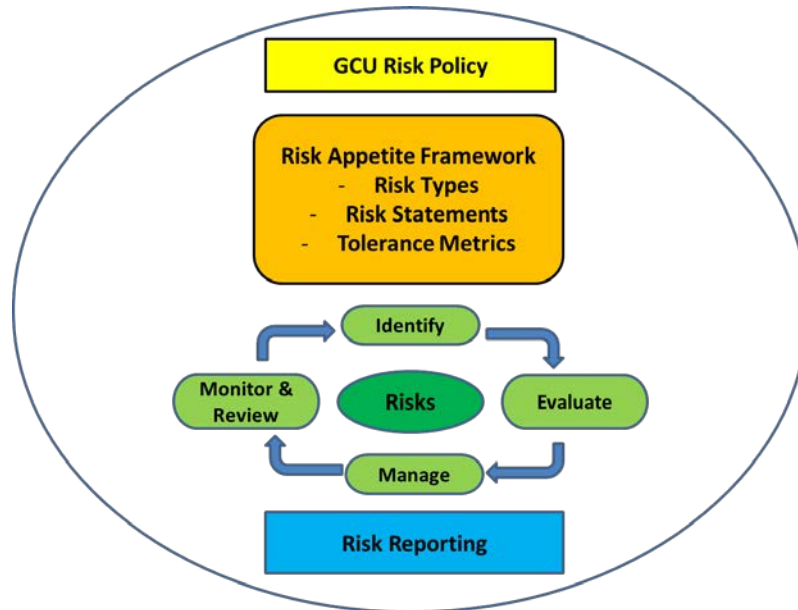 GCU Risk Policy
Risk Appetite Framework
- Risk Types
- Risk Statements
- Tolerance Metrics
Identify
Monitor &
Review
Risks
Evaluate
Manage
Risk Reporting